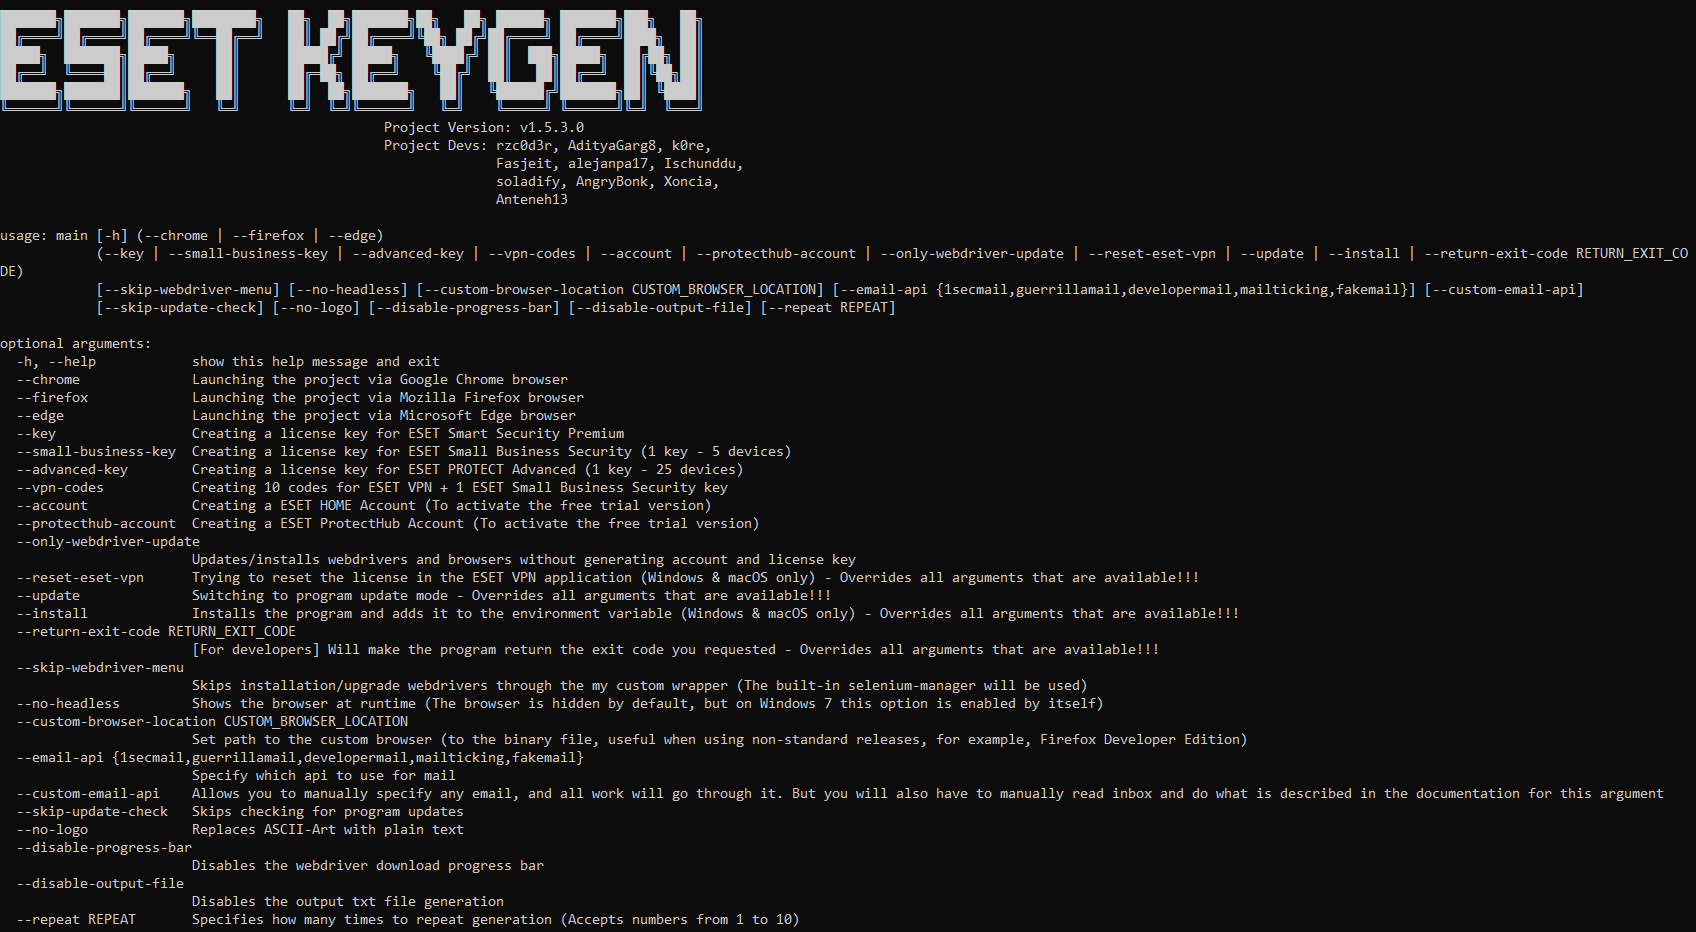 ESET KEYGEN
Project Version: v1.5.3.0
Project Devs: rzc0d3r, AdityaGarg8, k0re,
Fasjeit, alejanpa17, Ischunddu,
soladify, AngryBonk, Xoncia,
Anteneh13
usage: main [-h] (--chrome | --firefox | --edge)
(--key | --small-business-key | --advanced-key | --vpn-codes | --account | --protecthub-account | --only-webdriver-update | --reset-eset-vpn | --update | --install | --return-exit-code RETURN_EXIT_CO
DE)
[--skip-webdriver-menu] [--no-headless] [--custom-browser-location CUSTOM_BROWSER_LOCATION] [--email-api {1secmail,guerrillamail,developermail,mailticking,fakemail}] [--custom-email-api]
[--skip-update-check] [--no-logo] [--disable-progress-bar] [--disable-output-file] [--repeat REPEAT]
optional arguments:
-h, --help show this help message and exit
--chrome Launching the project via Google Chrome browser
--firefox Launching the project via Mozilla Firefox browser
--edge Launching the project via Microsoft Edge browser
--key Creating a license key for ESET Smart Security Premium
--small-business-key Creating a license key for ESET Small Business Security (1 key - 5 devices)
--advanced-key Creating a license key for ESET PROTECT Advanced (1 key - 25 devices)
--vpn-codes Creating 10 codes for ESET VPN + 1 ESET Small Business Security key
--account Creating a ESET HOME Account (To activate the free trial version)
--protecthub-account Creating a ESET ProtectHub Account (To activate the free trial version)
--only-webdriver-update
Updates/installs webdrivers and browsers without generating account and license key
--reset-eset-vpn Trying to reset the license in the ESET VPN application (Windows & macOS only) - Overrides all arguments that are available!!!
--update Switching to program update mode - Overrides all arguments that are available!!!
--install Installs the program and adds it to the environment variable (Windows & macOS only) - Overrides all arguments that are available!!!
--return-exit-code RETURN_EXIT_CODE
[For developers] Will make the program return the exit code you requested - Overrides all arguments that are available!!!
--skip-webdriver-menu
Skips installation/upgrade webdrivers through the my custom wrapper (The built-in selenium-manager will be used)
--no-headless Shows the browser at runtime (The browser is hidden by default, but on Windows 7 this option is enabled by itself)
--custom-browser-location CUSTOM_BROWSER_LOCATION
Set path to the custom browser (to the binary file, useful when using non-standard releases, for example, Firefox Developer Edition)
--email-api {1secmail,guerrillamail,developermail,mailticking,fakemail}
Specify which api to use for mail
--custom-email-api Allows you to manually specify any email, and all work will go through it. But you will also have to manually read inbox and do what is described in the documentation for this argument
--skip-update-check Skips checking for program updates
--no-logo Replaces ASCII-Art with plain text
--disable-progress-bar
Disables the webdriver download progress bar
--disable-output-file
Disables the output txt file generation
--repeat REPEAT Specifies how many times to repeat generation (Accepts numbers from 1 to 10)